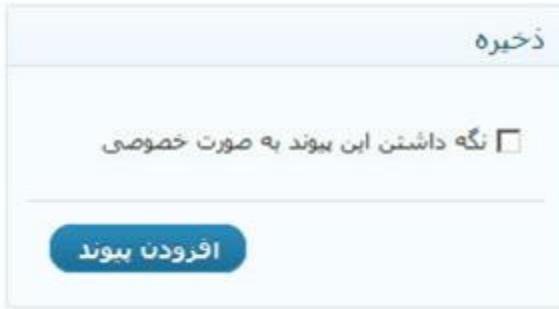 ذخیره
نگه داشتن این پیوند به صورت خصوصی
افزودن پیوند